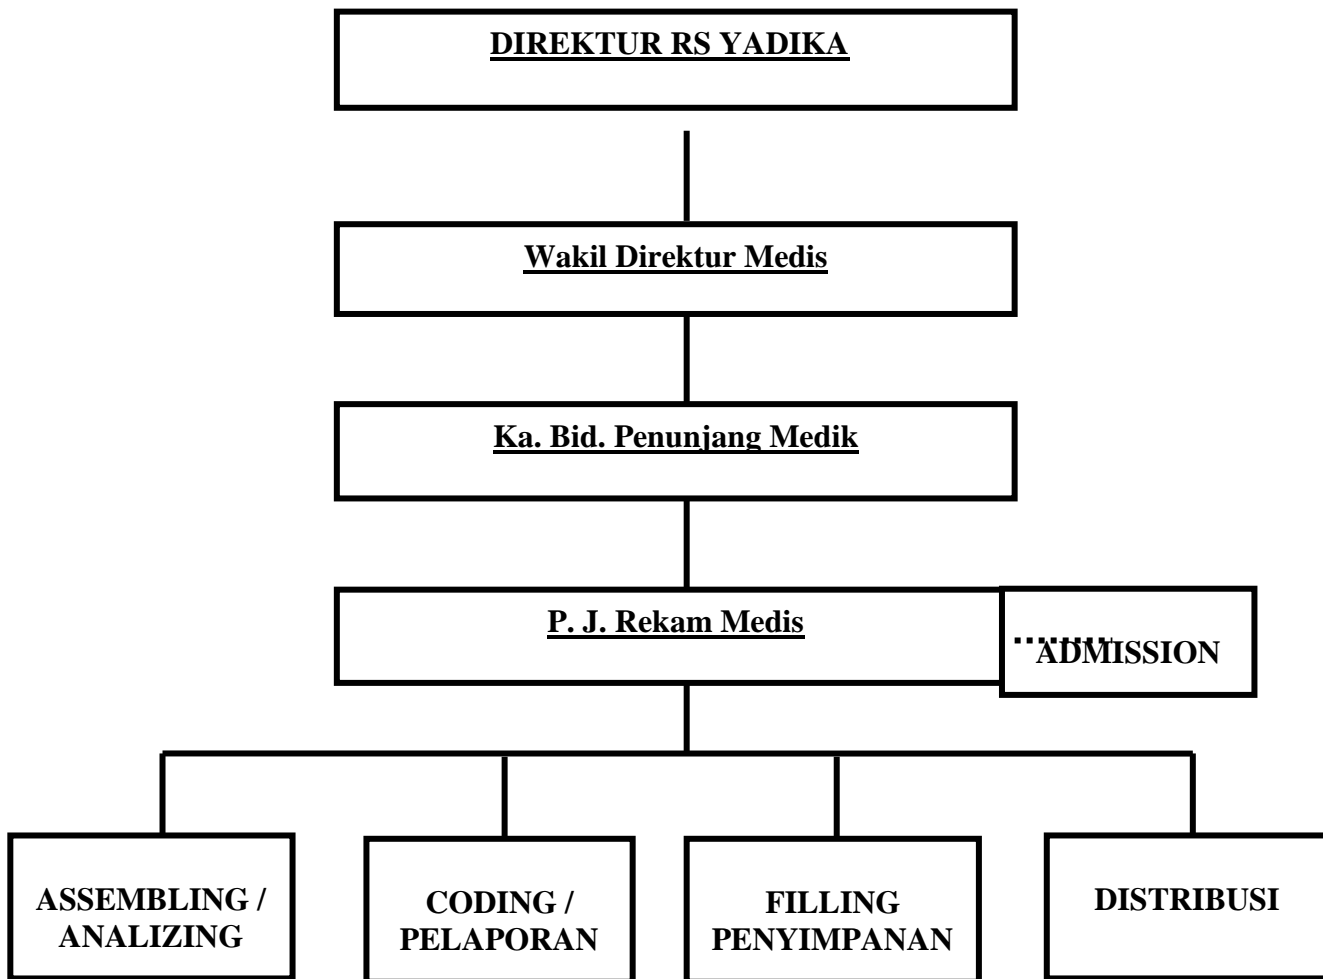 DIREKTUR RS YADIKA
Wakil Direktur Medis
Ka. Bid. Penunjang Medik
P. J. Rekam Medis
.........
ADMISSION
ASSEMBLING /
ANALIZING
CODING /
PELAPORAN
FILLING
PENYIMPANAN
DISTRIBUSI